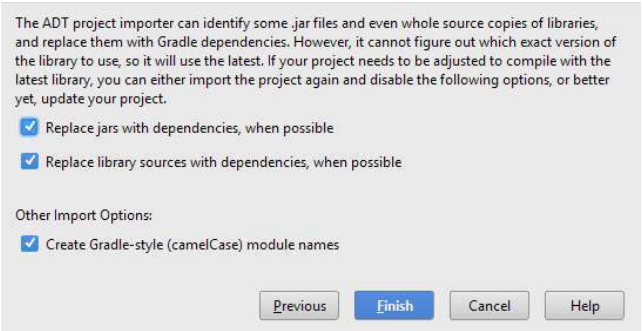 The ADT project importer can identify some .jar files and even whole source copies of libraries,
and replace them with Gradle dependencies. However, it cannot figure out which exact version of
the library to use, so it will use the latest. If your project needs to be adjusted to compile with the
latest library, you can either import the project again and disable the following options, or better
yet, update your project.
Replace jars with dependencies, when possible
Replace library sources with dependencies, when possible
Other Import Options:
Create Gradle-style (camelCase) module names
Previous Finish Cancel Help